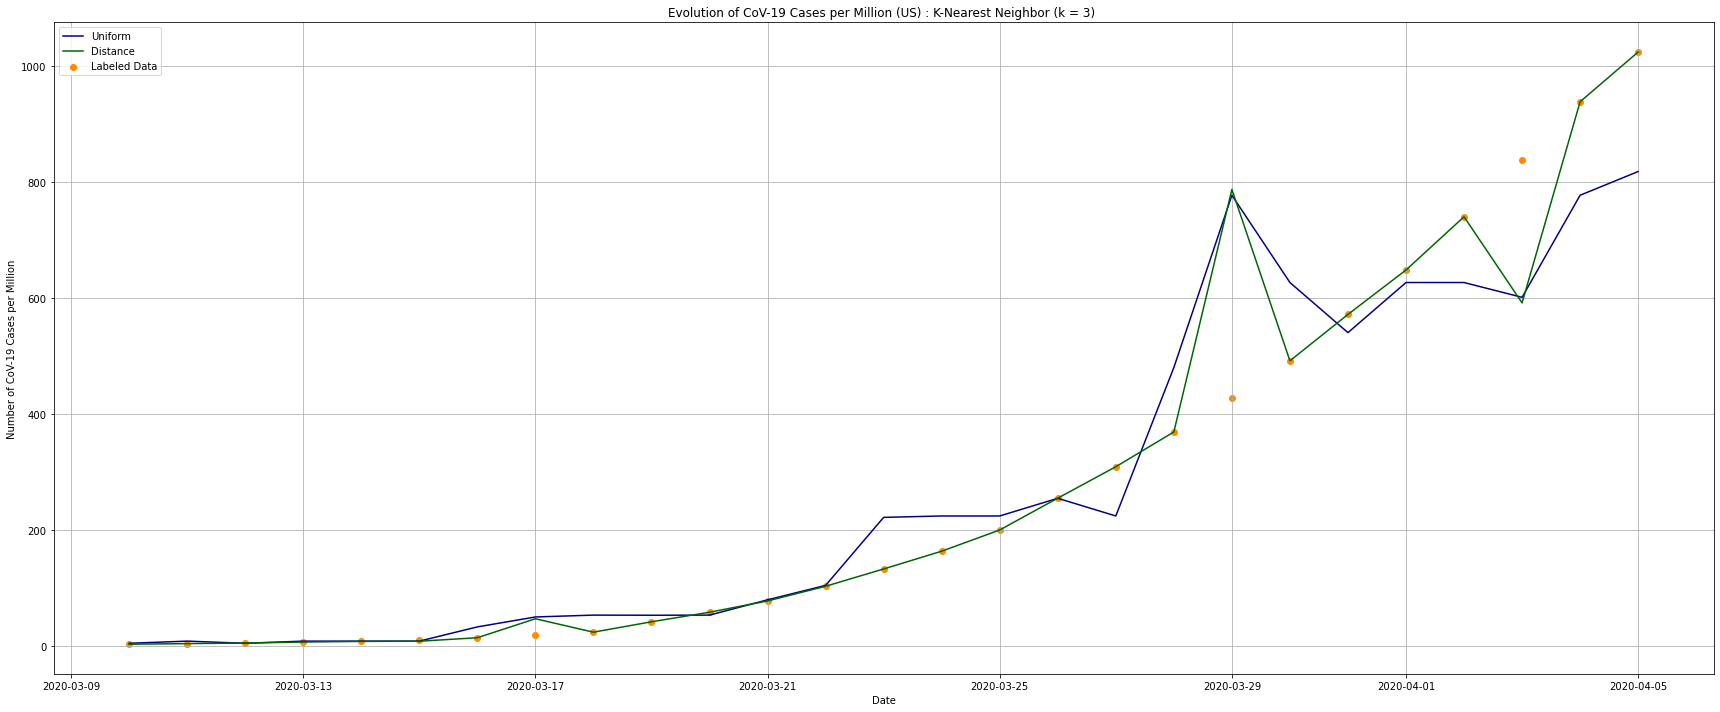 Evolution of CoV-19 Cases per Million (US) : K-Nearest Neighbor (k = 3)
Uniform
Distance
Labeled Data
1000
800
600
400
200
0
Number of CoV-19 Cases per Million
2020-03-09 2020-03-13 2020-03-17 2020-03-21 2020-03-25 2020-03-29 2020-04-01 2020-04-05
Date